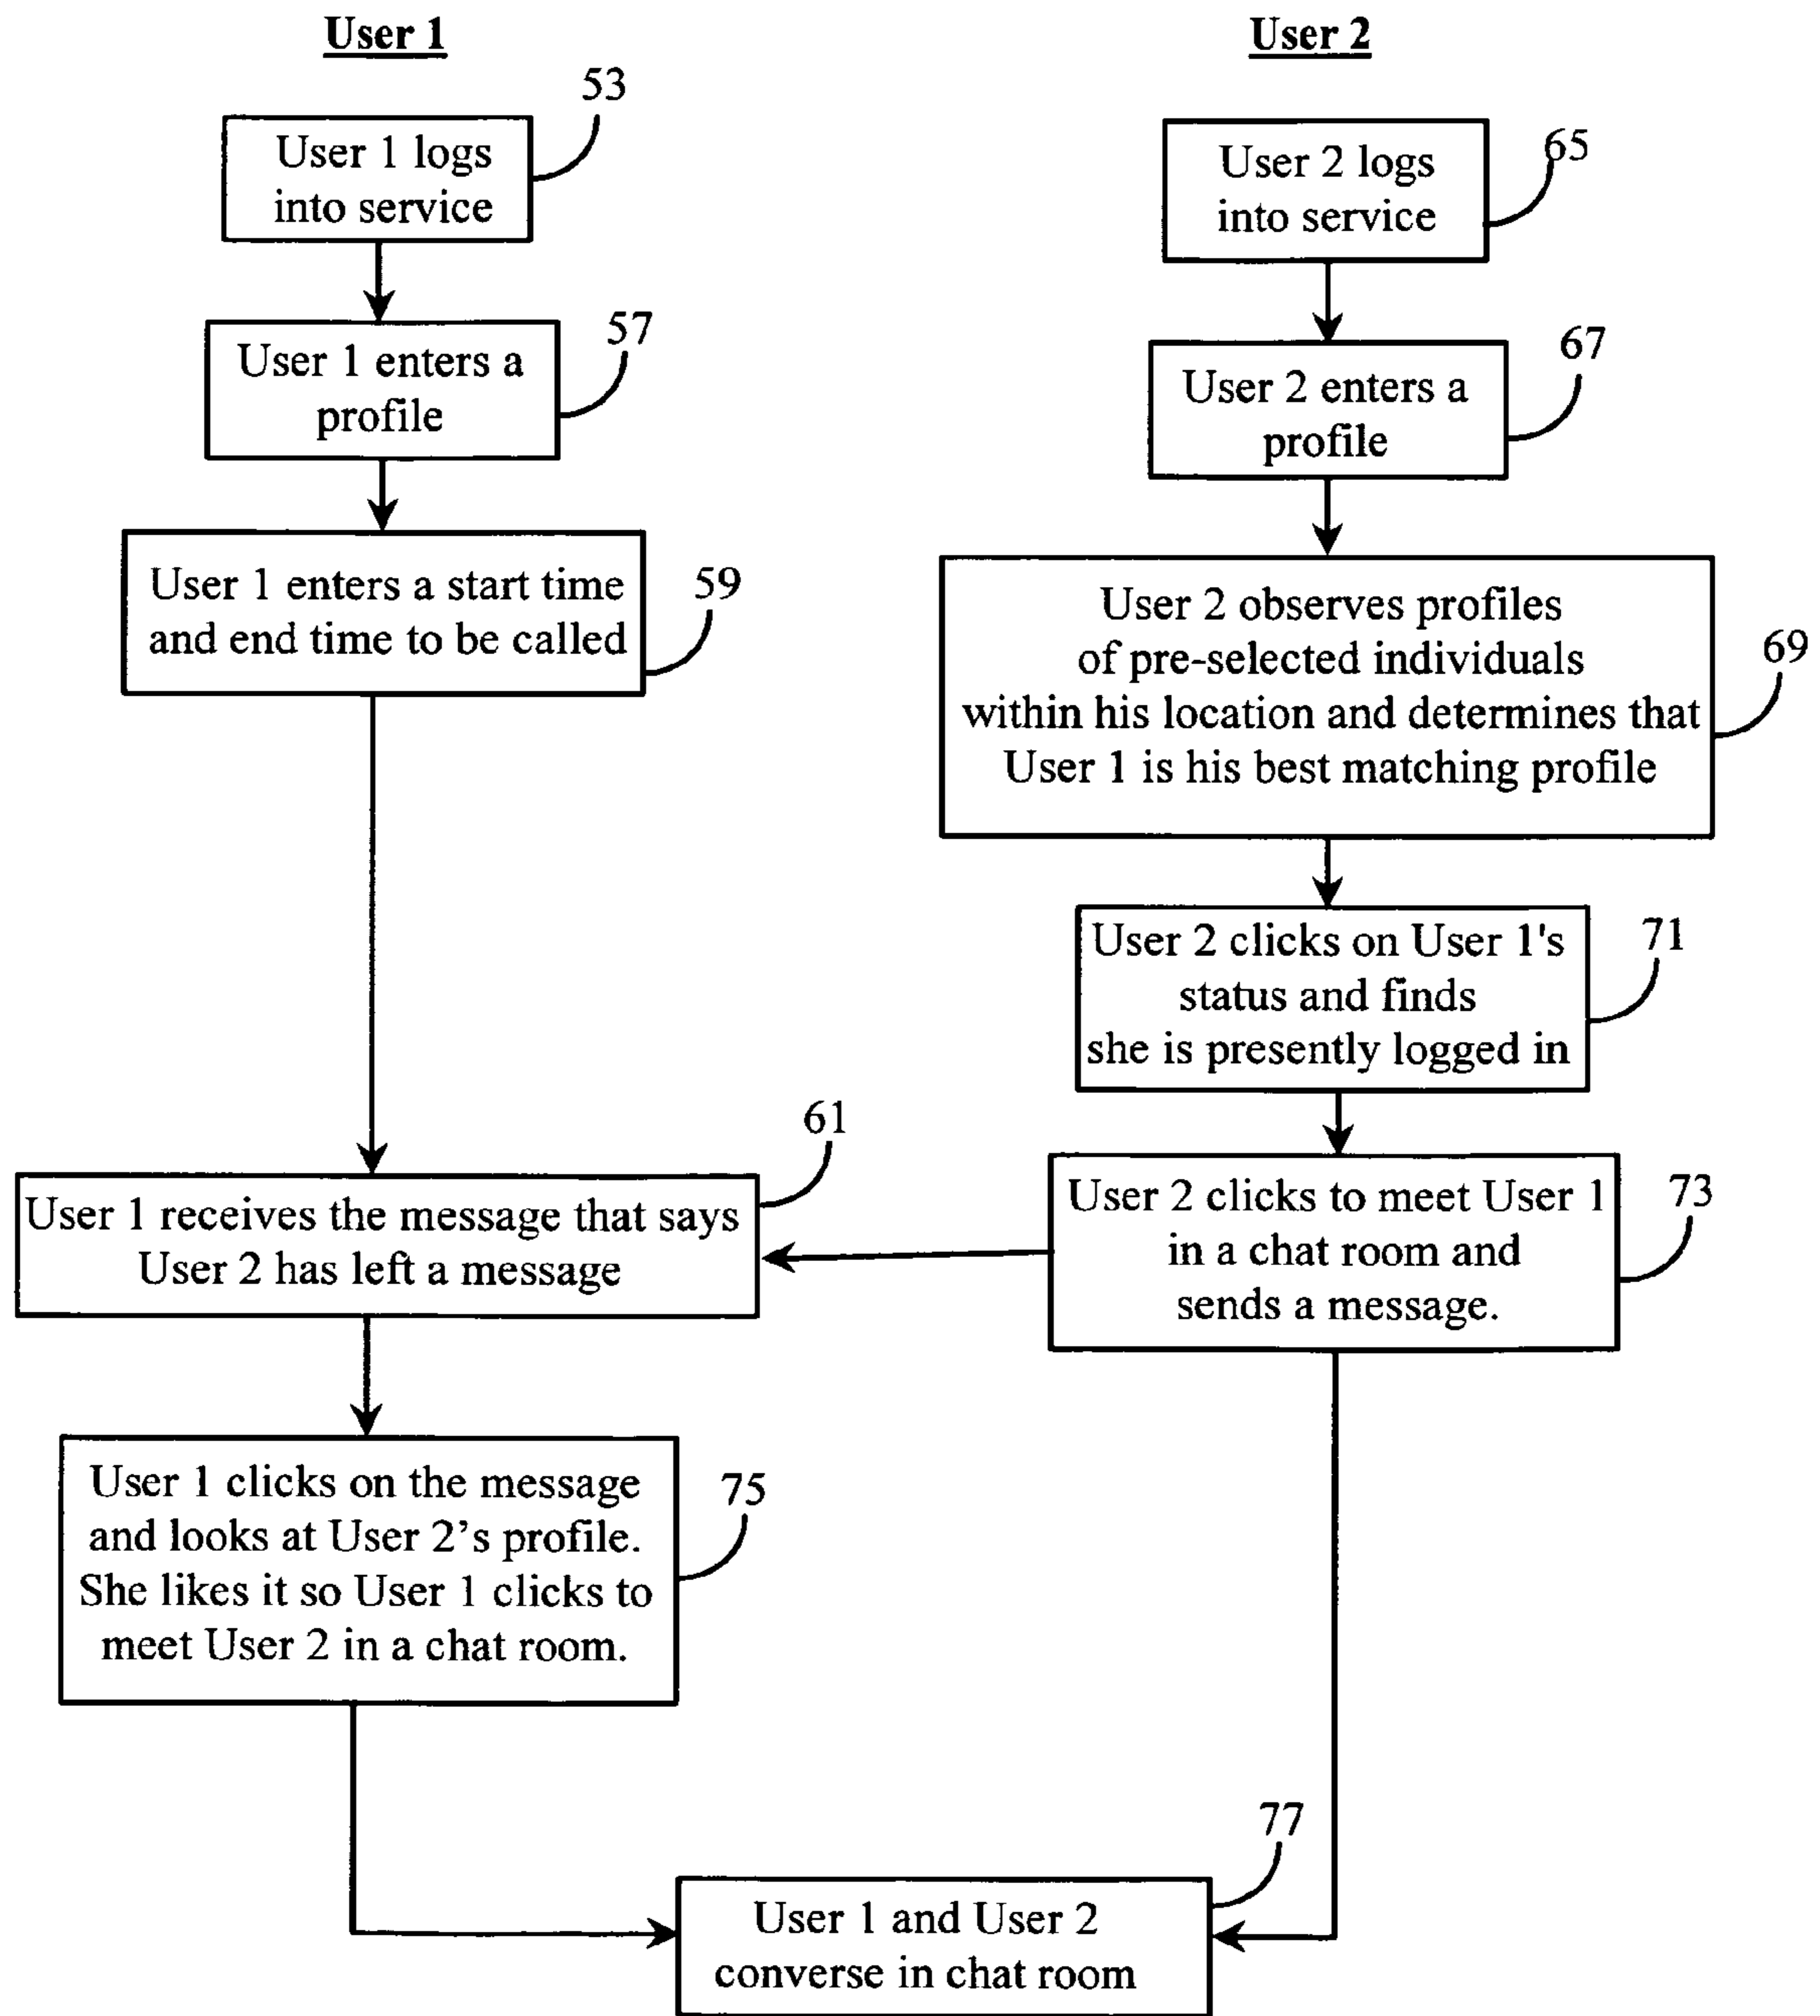 User 1
53
User 1 logs
into service
57
User 1 enters a
profile
59
User 1 enters a start time
and end time to be called
61
User 1 receives the message that says
User 2 has left a message
75
User 1 clicks on the message
and looks at User 2’s profile.
She likes it so User 1 clicks to
meet User 2 in a chat room.
User 2
65
User 2 logs
into service
67
User 2 enters a
profile
69
User 2 observes profiles
of pre-selected individuals
within his location and determines that
User 1 is his best matching profile
71
User 2 clicks on User 1's
status and finds
she is presently logged in
73
User 2 clicks to meet User 1
in a chat room and
sends a message.
77
User 1 and User 2
converse in chat room